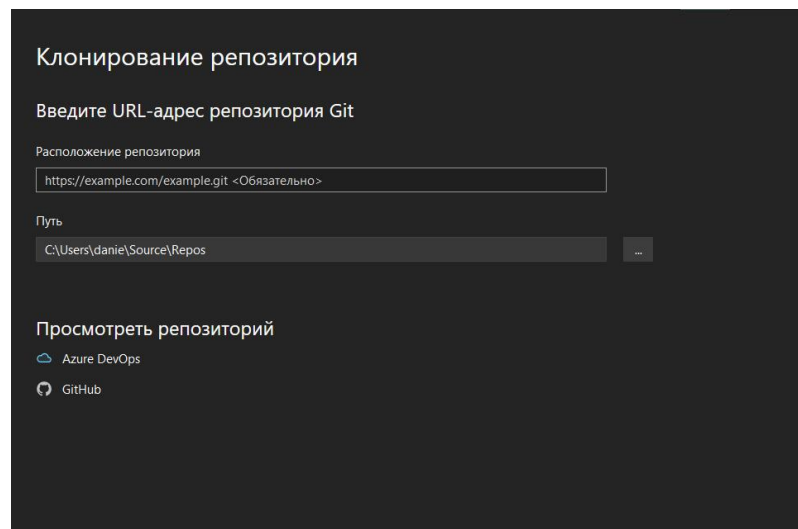 Клонирование репозитория
Введите URL-адрес репозитория Git
Расположение репозитория
https://example.com/example.git <Обязательно>
Путь
C:\Users\danie\Source\Repos
...
Просмотреть репозиторий
Azure DevOps
GitHub